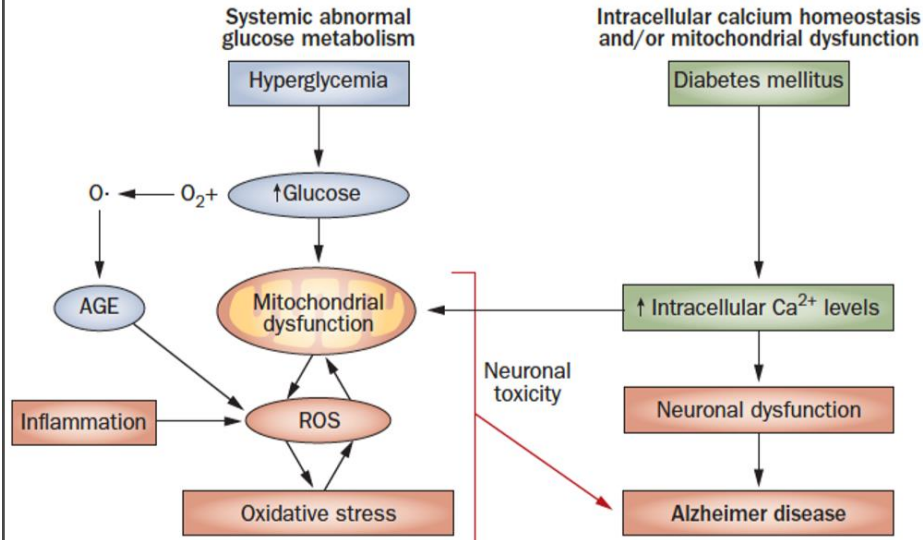 Systemic abnormal
glucose metabolism
Intracellular calcium homeostasis
and/or mitochondrial dysfunction
Hyperglycemia
Diabetes mellitus
O· O₂+ ↑Glucose
AGE
Mitochondrial
dysfunction
↑ Intracellular Ca²⁺ levels
Neuronal
toxicity
Inflammation
ROS
Neuronal dysfunction
Oxidative stress
Alzheimer disease